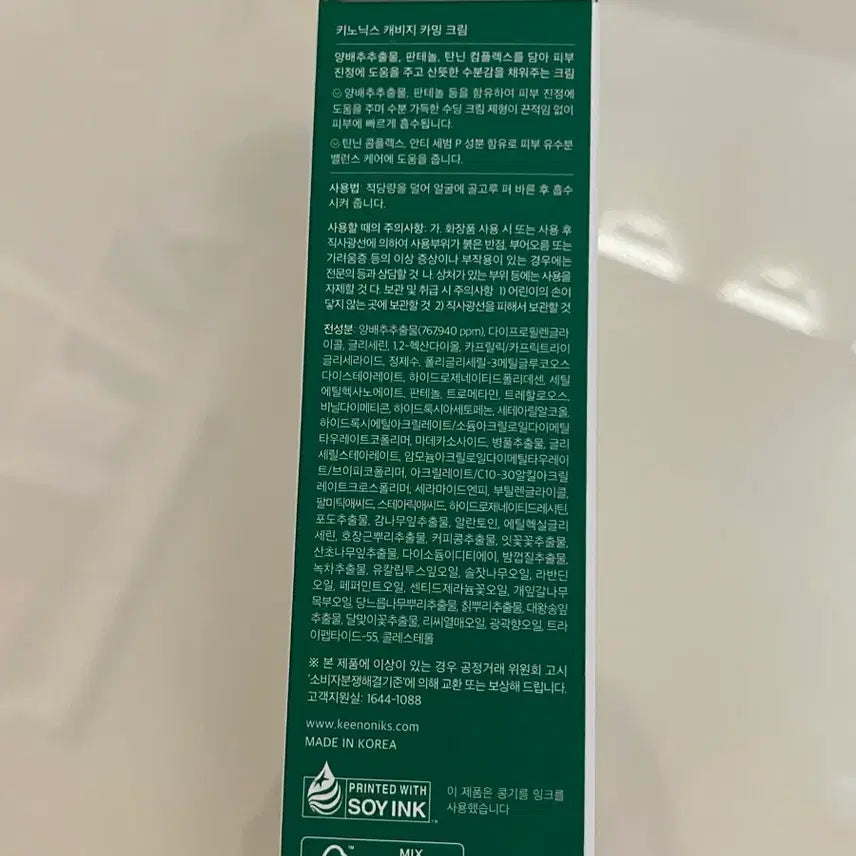 키노닉스 캐비지 카밍 크림
양배추추출물, 판테놀, 탄닌 컴플렉스를 담아 피부
진정에 도움을 주고 산뜻한 수분감을 채워주는 크림
양배추추출물, 판테놀 등을 함유하여 피부 진정에
도움을 주며 수분 가득한 수딩 크림 제형이 끈적임 없이
피부에 빠르게 흡수됩니다.
탄닌 콤플렉스, 안티 세범 P 성분 함유로 피부 유수분
밸런스 케어에 도움을 줍니다.
사용법: 적당량을 덜어 얼굴에 골고루 펴 바른 후 흡수
시켜 줍니다.
사용할 때의 주의사항: 가. 화장품 사용 시 또는 사용 후
직사광선에 의하여 사용부위가 붉은 반점, 부어오름 또는
가려움증 등의 이상 증상이나 부작용이 있는 경우에는
전문의 등과 상담할 것 나. 상처가 있는 부위 등에는 사용을
자제할 것 다. 보관 및 취급 시 주의사항 1) 어린이의 손이
닿지 않는 곳에 보관할 것 2) 직사광선을 피해서 보관할 것
전성분: 양배추추출물(767,940 ppm), 다이프로필렌글라
이콜, 글리세린, 1,2-헥산다이올, 카프릴릭/카프릭트라이
글리세라이드, 정제수, 폴리글리세릴-3메틸글루코오스
다이스테아레이트, 하이드로제네이티드폴리데센, 세틸
에틸헥사노에이트, 판테놀, 트로메타민, 트레할로오스,
비닐다이메티콘, 하이드록시아세토페논, 세테아릴알코올,
하이드록시에틸아크릴레이트/소듐아크릴로일다이메틸
타우레이트코폴리머, 마데카소사이드, 병풀추출물, 글리
세릴스테아레이트, 암모늄아크릴로일다이메틸타우레이
트/브이피코폴리머, 아크릴레이트/C10-30알킬아크릴
레이트크로스폴리머, 세라마이드엔피, 부틸렌글라이콜,
팔미틱애씨드, 스테아릭애씨드, 하이드로제네이티드레시틴,
포도추출물, 감나무잎추출물, 알란토인, 에틸헥실글리
세린, 호장근뿌리추출물, 커피콩추출물, 잇꽃꽃추출물,
산초나무잎추출물, 다이소듐이디티에이, 밤껍질추출물,
녹차추출물, 유칼립투스잎오일, 솔잣나무오일, 라반딘
오일, 페퍼민트오일, 센티드제라늄꽃오일, 개잎갈나무
목부오일, 당느릅나무뿌리추출물, 칡뿌리추출물, 대왕송잎
추출물, 달맞이꽃추출물, 리씨열매오일, 광곽향오일, 트라
이펩타이드-55, 콜레스테롤
※ 본 제품에 이상이 있는 경우 공정거래 위원회 고시
'소비자분쟁해결기준'에 의해 교환 또는 보상해 드립니다.
고객지원실: 1644-1088
www.keenoniks.com
MADE IN KOREA
PRINTED WITH
SOY INK
이 제품은 콩기름 잉크를
사용했습니다
MIX